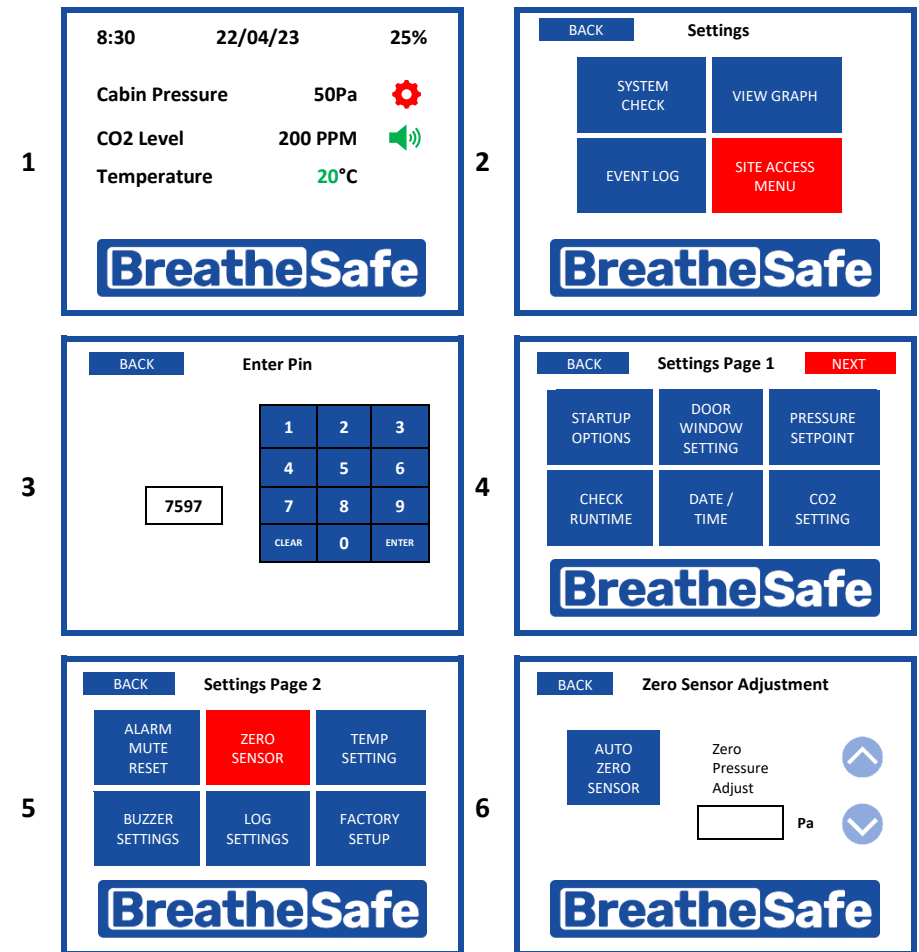 1
8:30 22/04/23 25%
Cabin Pressure 50Pa
CO2 Level 200 PPM
Temperature 20°C
BreatheSafe
2
BACK Settings
SYSTEM
CHECK
VIEW GRAPH
EVENT LOG
SITE ACCESS
MENU
BreatheSafe
3
BACK Enter Pin
7597
1 2 3
4 5 6
7 8 9
CLEAR 0 ENTER
4
BACK Settings Page 1 NEXT
STARTUP
OPTIONS
DOOR
WINDOW
SETTING
PRESSURE
SETPOINT
CHECK
RUNTIME
DATE /
TIME
CO2
SETTING
BreatheSafe
5
BACK Settings Page 2
ALARM
MUTE
RESET
ZERO
SENSOR
TEMP
SETTING
BUZZER
SETTINGS
LOG
SETTINGS
FACTORY
SETUP
BreatheSafe
6
BACK Zero Sensor Adjustment
AUTO
ZERO
SENSOR
Zero
Pressure
Adjust
Pa
BreatheSafe